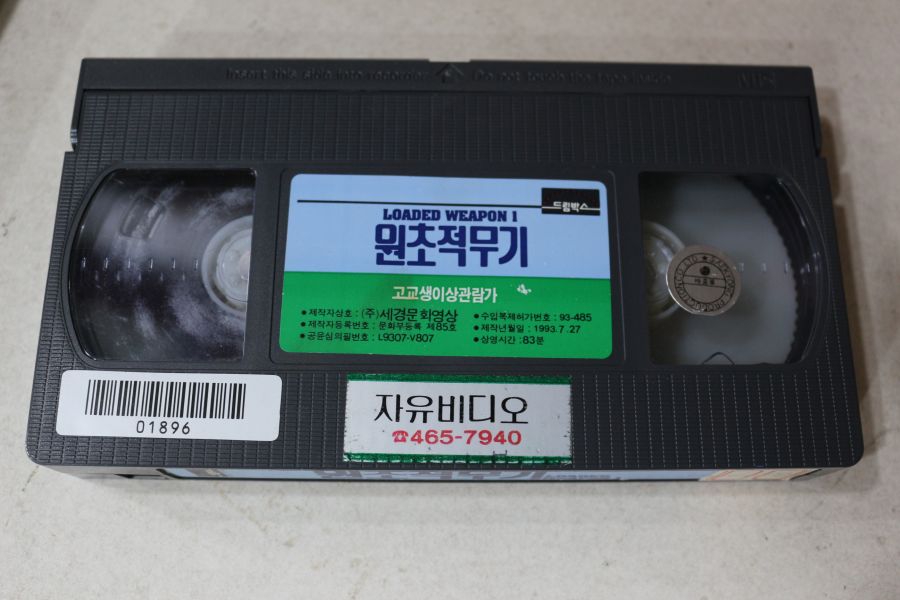 Insert this side into recorder Do not touch the tape inside VHS
드림박스
LOADED WEAPON 1
원초적무기
고교생이상관람가
● 제작자상호 : (주)세경문화영상
● 제작자등록번호 : 문화부등록 제85호
● 공윤심의필번호 : L9307-V807
● 수입복제허가번호 : 93-485
● 제작년월일 : 1993.7.27
● 상영시간 : 83분
01896
자유비디오
☎465-7940